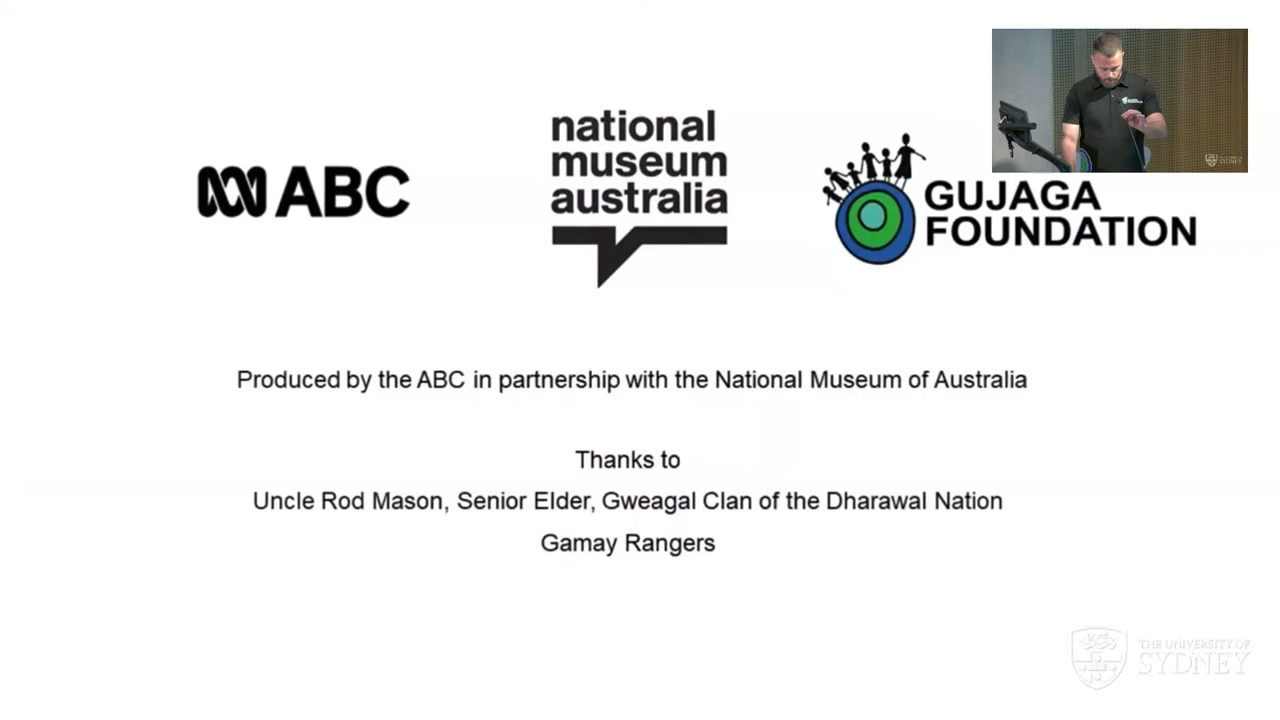 ABC
national
museum
australia
GUJAGA
FOUNDATION
Produced by the ABC in partnership with the National Museum of Australia
Thanks to
Uncle Rod Mason, Senior Elder, Gweagal Clan of the Dharawal Nation
Gamay Rangers
THE UNIVERSITY OF
SYDNEY